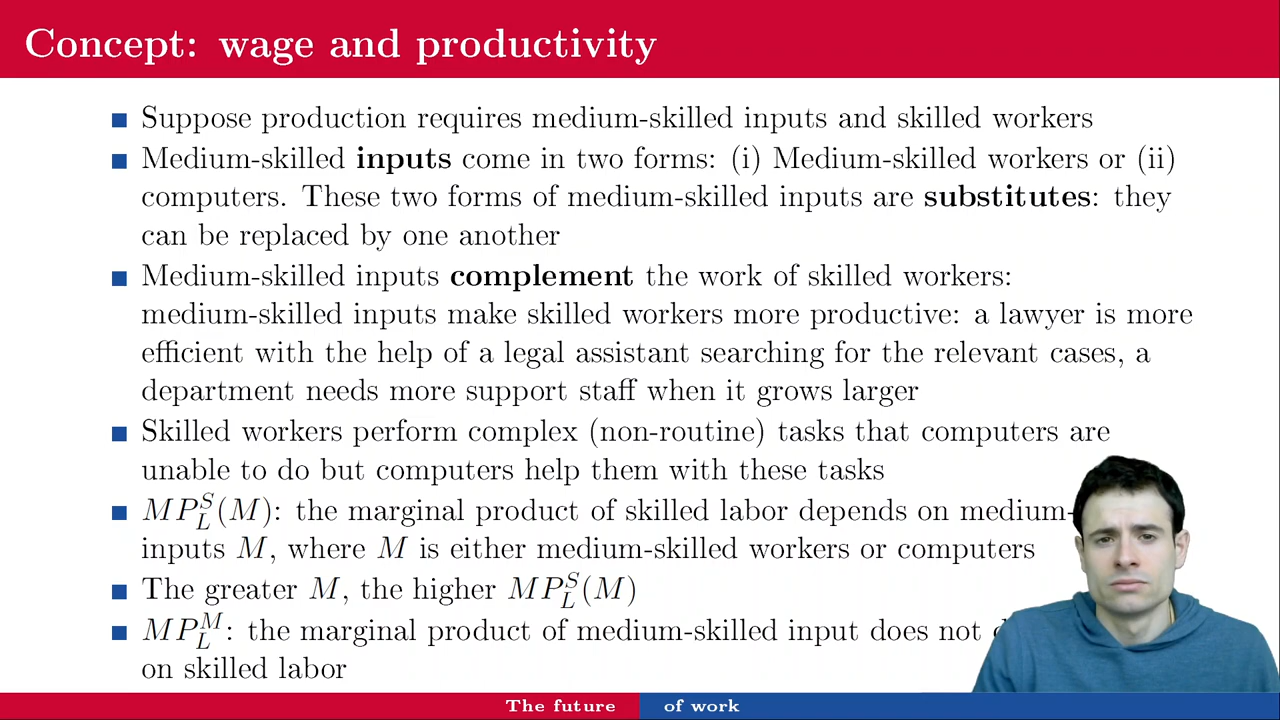 Concept: wage and productivity
Suppose production requires medium-skilled inputs and skilled workers
Medium-skilled inputs come in two forms: (i) Medium-skilled workers or (ii)
computers. These two forms of medium-skilled inputs are substitutes: they
can be replaced by one another
Medium-skilled inputs complement the work of skilled workers:
medium-skilled inputs make skilled workers more productive: a lawyer is more
efficient with the help of a legal assistant searching for the relevant cases, a
department needs more support staff when it grows larger
Skilled workers perform complex (non-routine) tasks that computers are
unable to do but computers help them with these tasks
$MP_L^S(M)$: the marginal product of skilled labor depends on medium-
inputs $M$, where $M$ is either medium-skilled workers or computers
The greater $M$, the higher $MP_L^S(M)$
$MP_L^M$: the marginal product of medium-skilled input does not
on skilled labor
The future of work